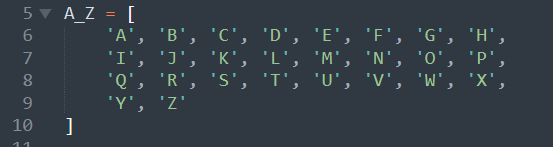 5 A_Z = [
6 'A', 'B', 'C', 'D', 'E', 'F', 'G', 'H',
7 'I', 'J', 'K', 'L', 'M', 'N', 'O', 'P',
8 'Q', 'R', 'S', 'T', 'U', 'V', 'W', 'X',
9 'Y', 'Z'
10 ]
11